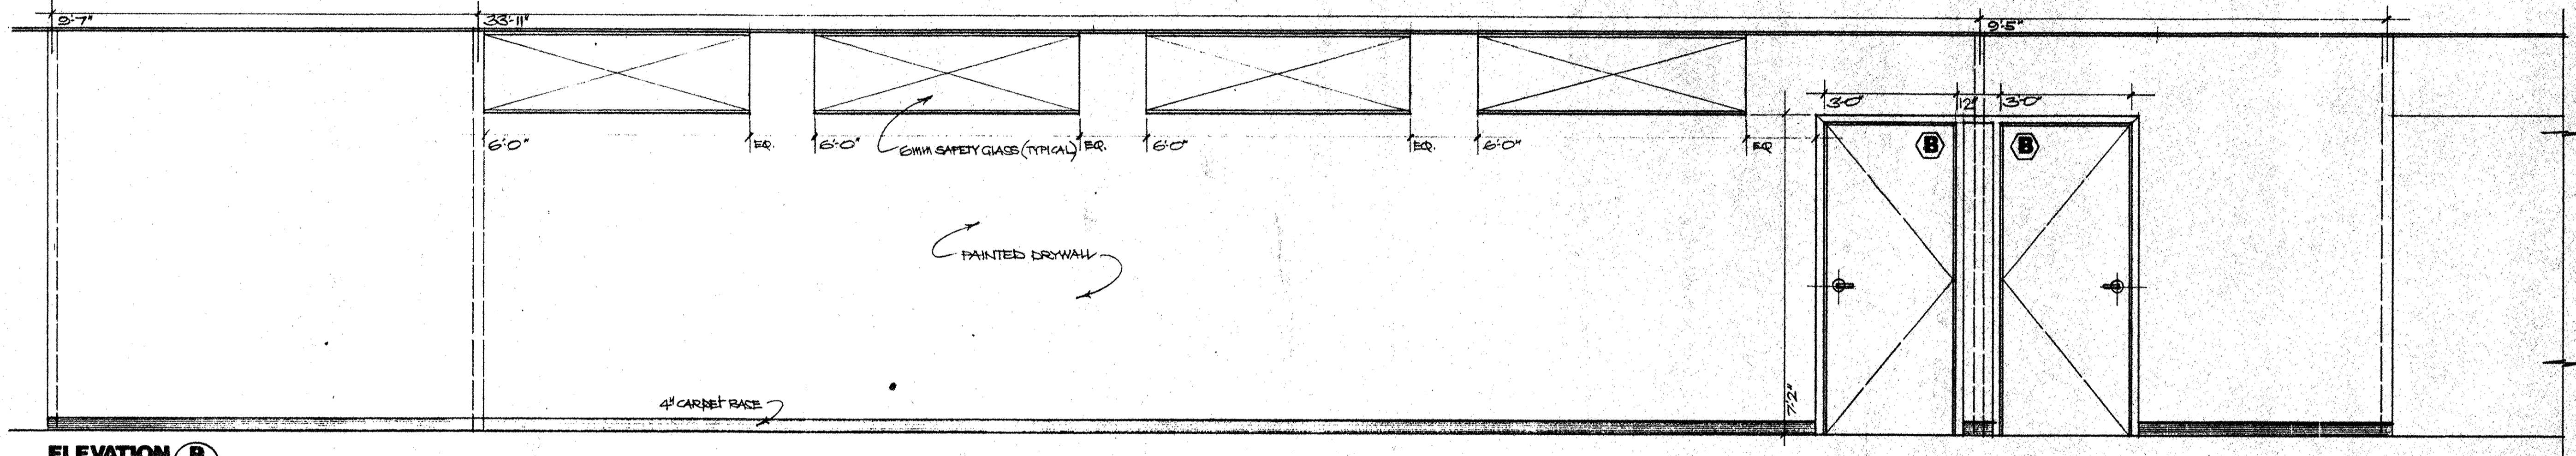 9'-7" 33'-11" 9'-5"
3'-0" 12" 3'-0"
6'-0" EQ. 6'-0" 6MM SAFETY GLASS (TYPICAL) EQ. 6'-0" EQ. 6'-0" EQ
B B
PAINTED DRYWALL
7'-2"
4" CARPET BASE
ELEVATION B